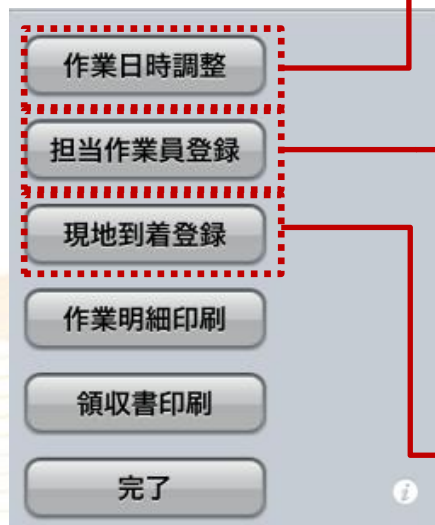 作業日時調整
担当作業員登録
現地到着登録
作業明細印刷
領収書印刷
完了